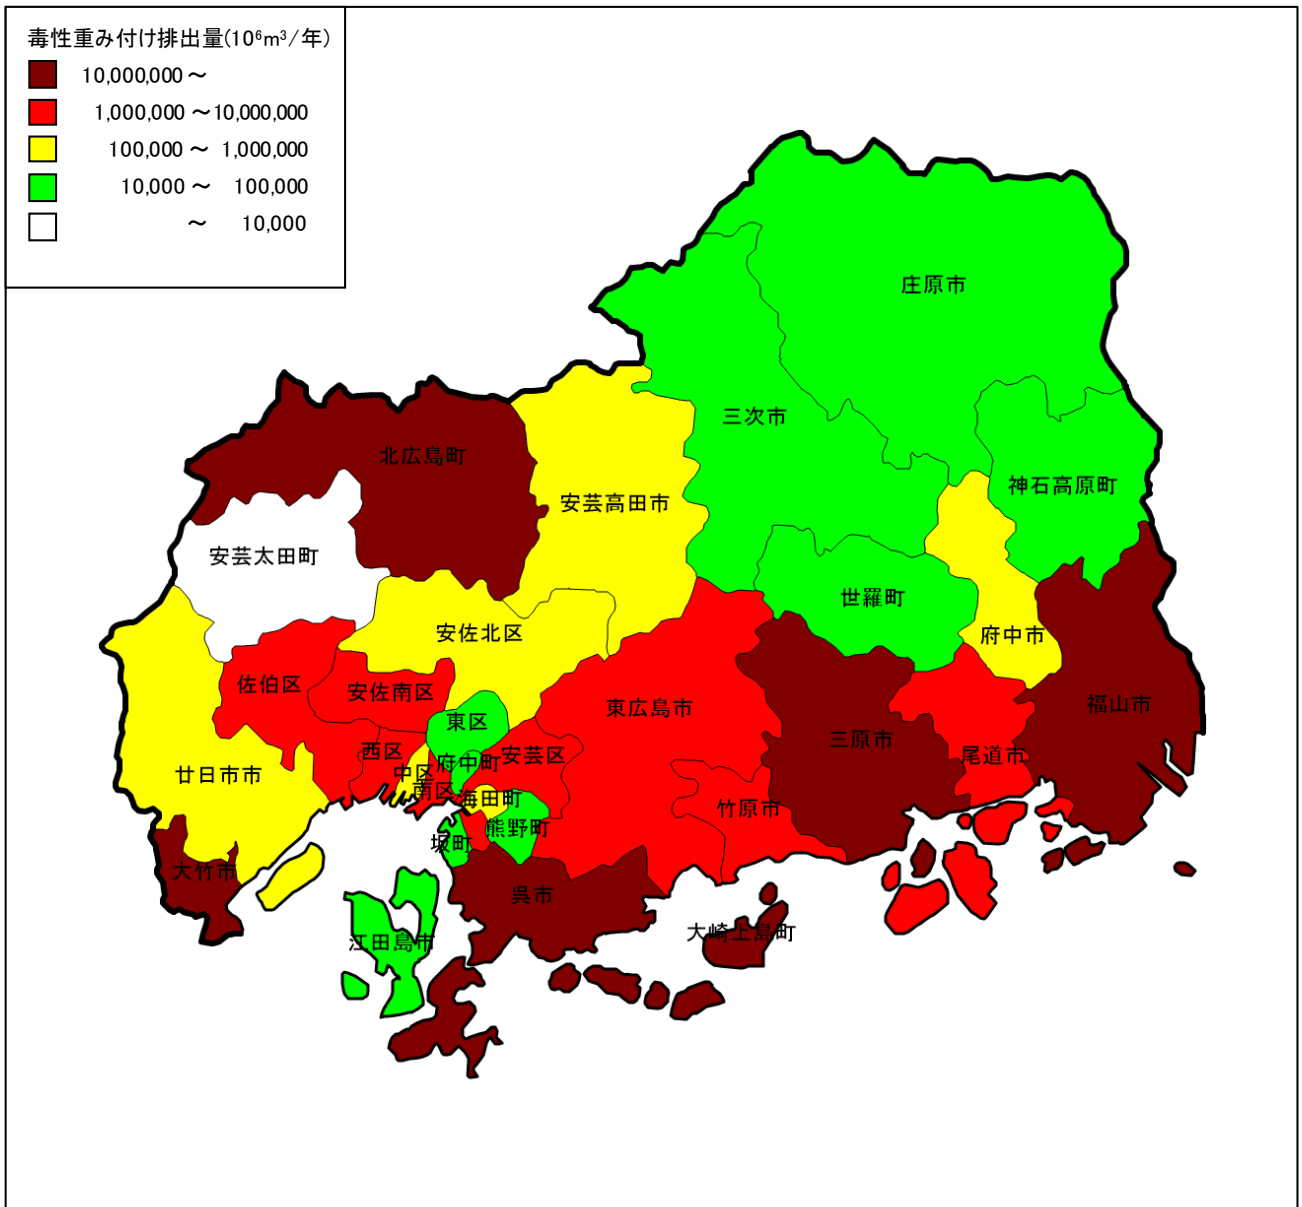 毒性重み付け排出量(10⁶m³/年)
10,000,000～
1,000,000～10,000,000
100,000～ 1,000,000
10,000～ 100,000
～ 10,000
庄原市
三次市
北広島町
神石高原町
安芸高田市
安芸太田町
世羅町
安佐北区
府中市
佐伯区
安佐南区
東広島市
福山市
東区
三原市
西区
安芸区
尾道市
府中町
中区
廿日市市
南区
海田町
竹原市
熊野町
坂町
大竹市
呉市
大崎上島町
江田島市